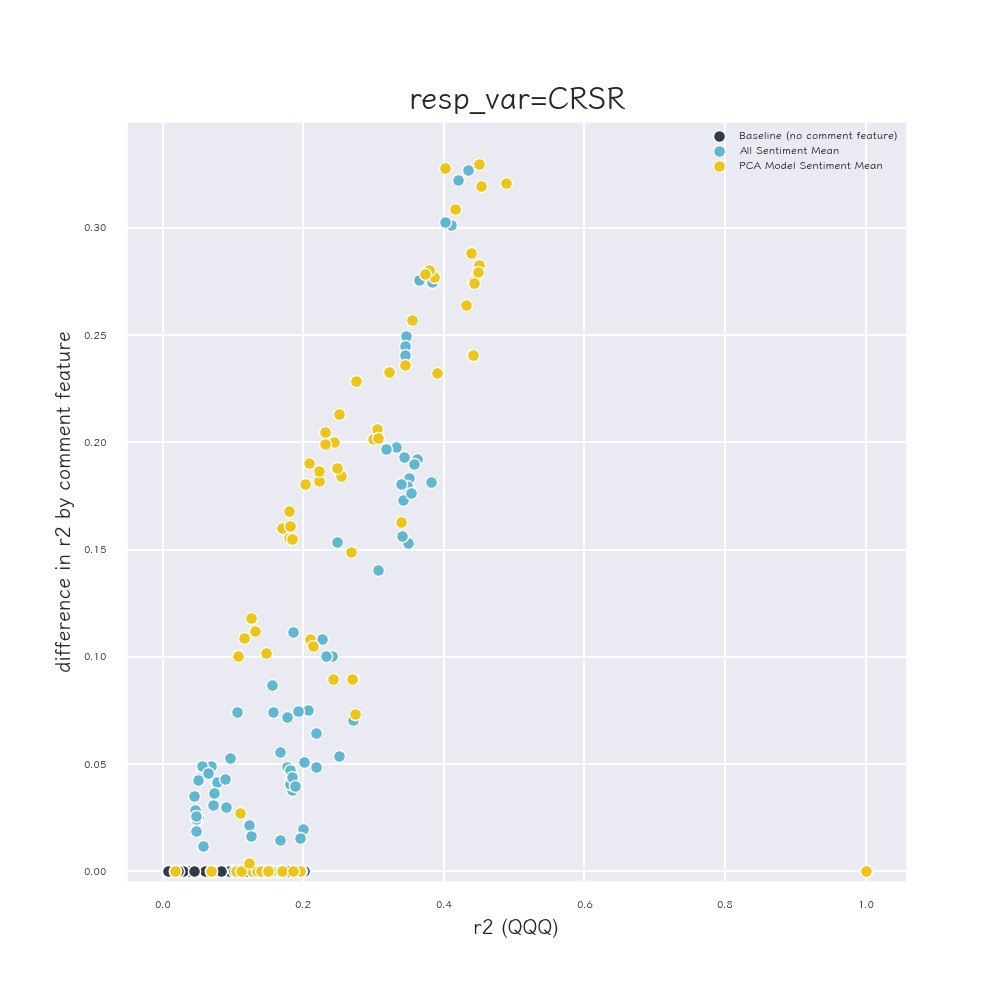 resp_var=CRSR
Baseline (no comment feature)
All Sentiment Mean
PCA Model Sentiment Mean
difference in r2 by comment feature
0.30
0.25
0.20
0.15
0.10
0.05
0.00
0.0 0.2 0.4 0.6 0.8 1.0
r2 (QQQ)